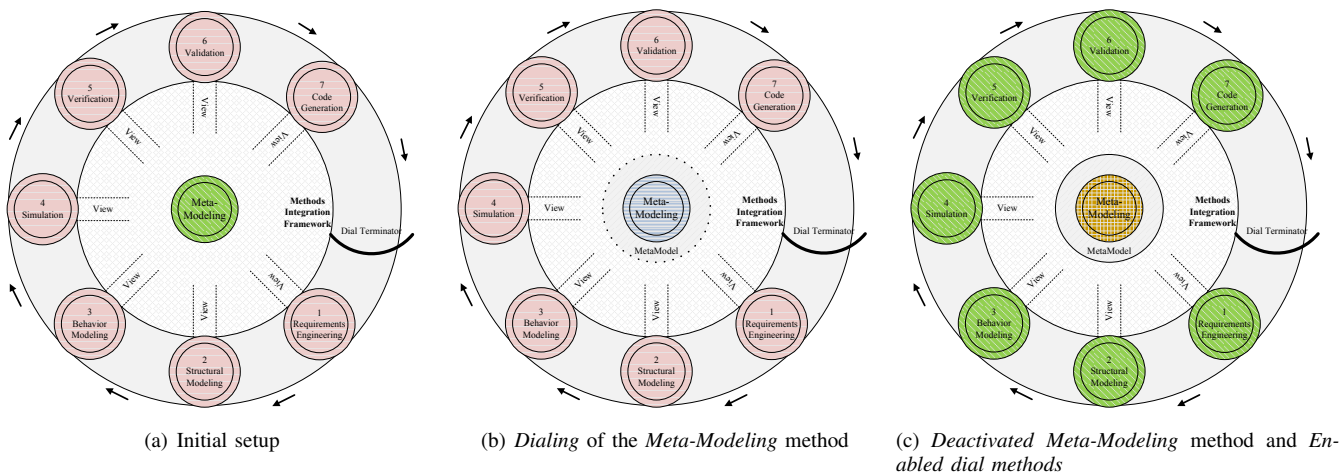 6
Validation
5
Verification
7
Code
Generation
View
View
View
4
Simulation
View
Meta-
Modeling
Methods
Integration
Framework
Dial Terminator
View
View
View
3
Behavior
Modeling
1
Requirements
Engineering
2
Structural
Modeling
(a) Initial setup
6
Validation
5
Verification
7
Code
Generation
View
View
View
4
Simulation
View
Meta-
Modeling
MetaModel
Methods
Integration
Framework
Dial Terminator
View
View
View
3
Behavior
Modeling
1
Requirements
Engineering
2
Structural
Modeling
(b) Dialing of the Meta-Modeling method
6
Validation
5
Verification
7
Code
Generation
View
View
View
4
Simulation
View
Meta-
Modeling
MetaModel
Methods
Integration
Framework
Dial Terminator
View
View
View
3
Behavior
Modeling
1
Requirements
Engineering
2
Structural
Modeling
(c) Deactivated Meta-Modeling method and En-
abled dial methods